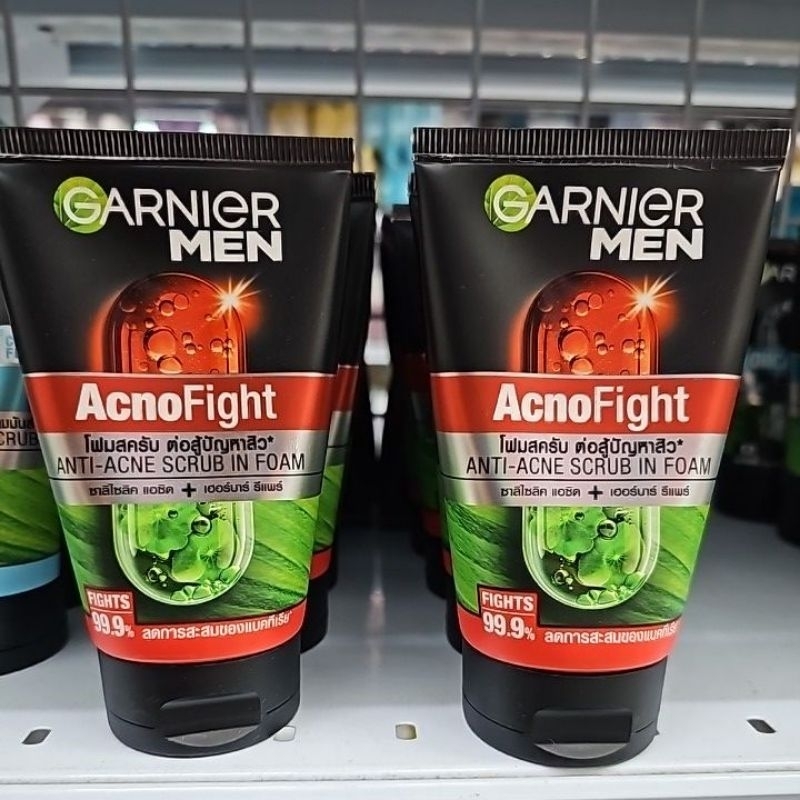 GARNIER
MEN
AcnoFight
โฟมสครับ ต่อสู้ปัญหาสิว*
ANTI-ACNE SCRUB IN FOAM
ซาลิไซลิค แอซิด + เฮอร์บาร์ รีแพร์
FIGHTS
99.9%
ลดการสะสมของแบคทีเรีย*
GARNIER
MEN
AcnoFight
โฟมสครับ ต่อสู้ปัญหาสิว*
ANTI-ACNE SCRUB IN FOAM
ซาลิไซลิค แอซิด + เฮอร์บาร์ รีแพร์
FIGHTS
99.9%
ลดการสะสมของแบคทีเรีย